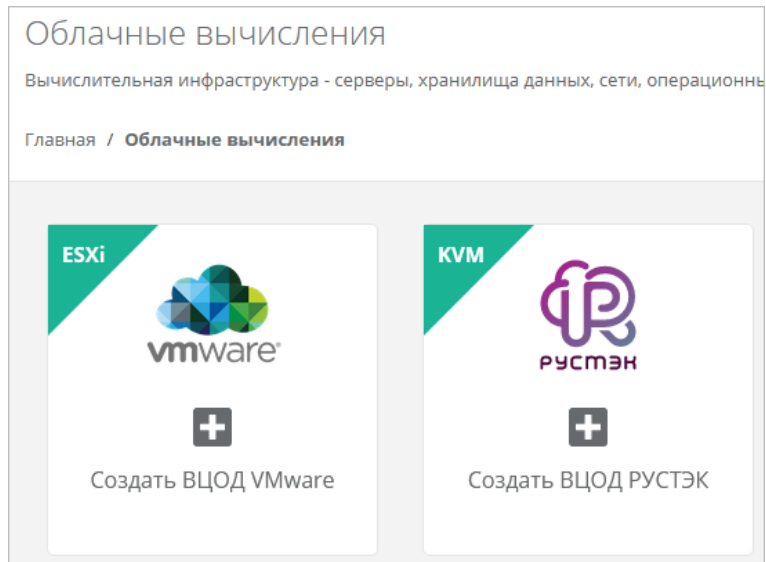 Облачные вычисления
Вычислительная инфраструктура - серверы, хранилища данных, сети, операционнь
Главная / Облачные вычисления
ESXi
vmware
Создать ВЦОД VMware
KVM
РУСТЭК
Создать ВЦОД РУСТЭК